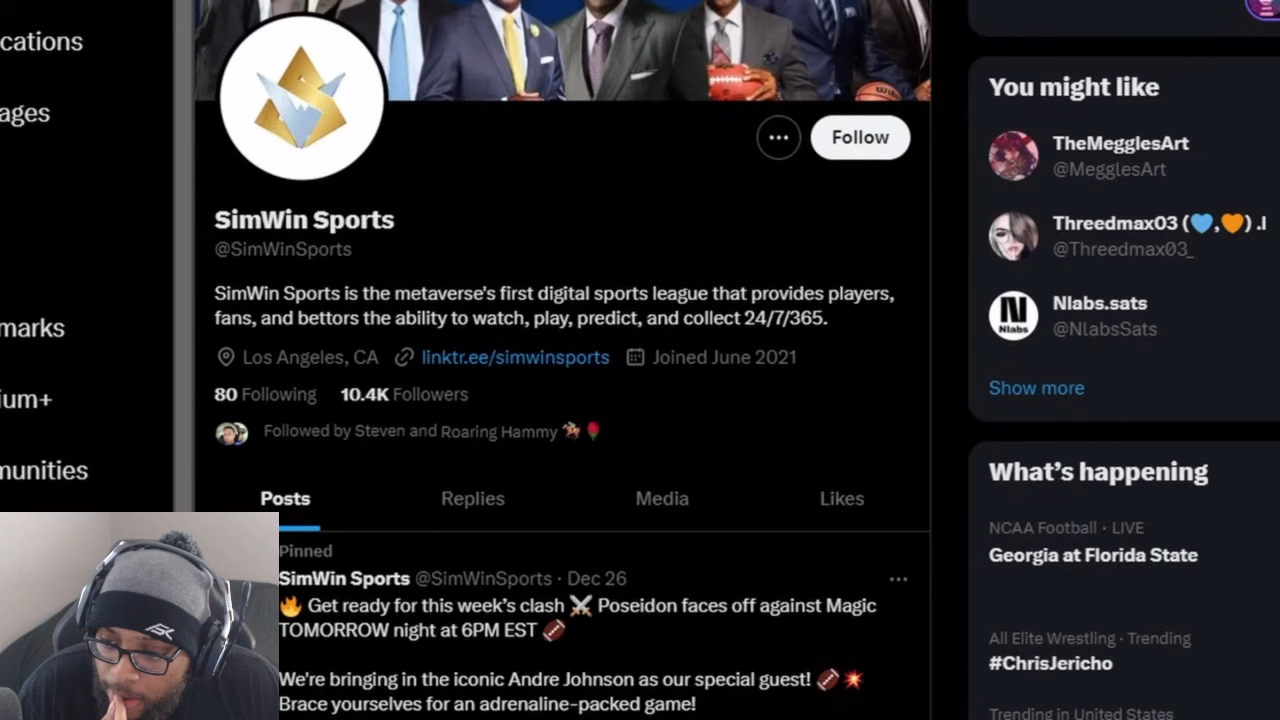 cations
ages
marks
ium+
nunities
Follow
SimWin Sports
@SimWinSports
SimWin Sports is the metaverse's first digital sports league that provides players,
fans, and bettors the ability to watch, play, predict, and collect 24/7/365.
Los Angeles, CA linktr.ee/simwinsports Joined June 2021
80 Following 10.4K Followers
Followed by Steven and Roaring Hammy 🏇🌹
Posts Replies Media Likes
Pinned
SimWin Sports @SimWinSports · Dec 26
🔥 Get ready for this week's clash ⚔️ Poseidon faces off against Magic
TOMORROW night at 6PM EST 🏈
We're bringing in the iconic Andre Johnson as our special guest! 🏈💥
Brace yourselves for an adrenaline-packed game!
You might like
TheMegglesArt
@MegglesArt
Threedmax03 (🩵,🧡) .
@Threedmax03_
N
Nlabs
Nlabs.sats
@NlabsSats
Show more
What's happening
NCAA Football · LIVE
Georgia at Florida State
All Elite Wrestling · Trending
#ChrisJericho
Trending in United States